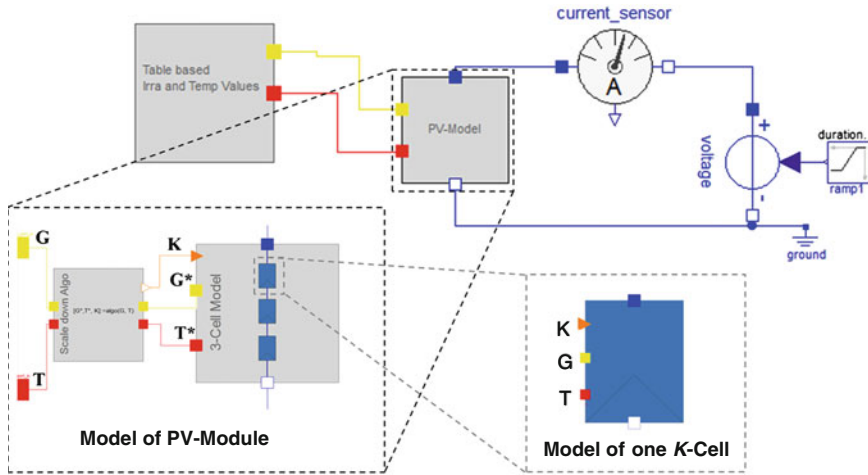 current_sensor
Table based
Irra and Temp Values
A
PV-Model
voltage
+
-
duration.
ramp1
ground
G
T
Scale down Algo
K
G*
T*
3-Cell Model
Model of PV-Module
K
G
T
Model of one K-Cell